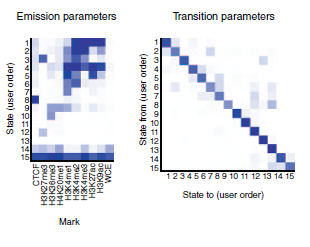 Emission parameters
Transition parameters
State (user order)
1
2
3
4
5
6
7
8
9
10
11
12
13
14
15
CTCF
H3K27me3
H3K36me3
H4K20me1
H3K4me1
H3K4me2
H3K4me3
H3K27ac
H3K9ac
WCE
Mark
State from (user order)
1
2
3
4
5
6
7
8
9
10
11
12
13
14
15
1 2 3 4 5 6 7 8 9 10 11 12 13 14 15
State to (user order)